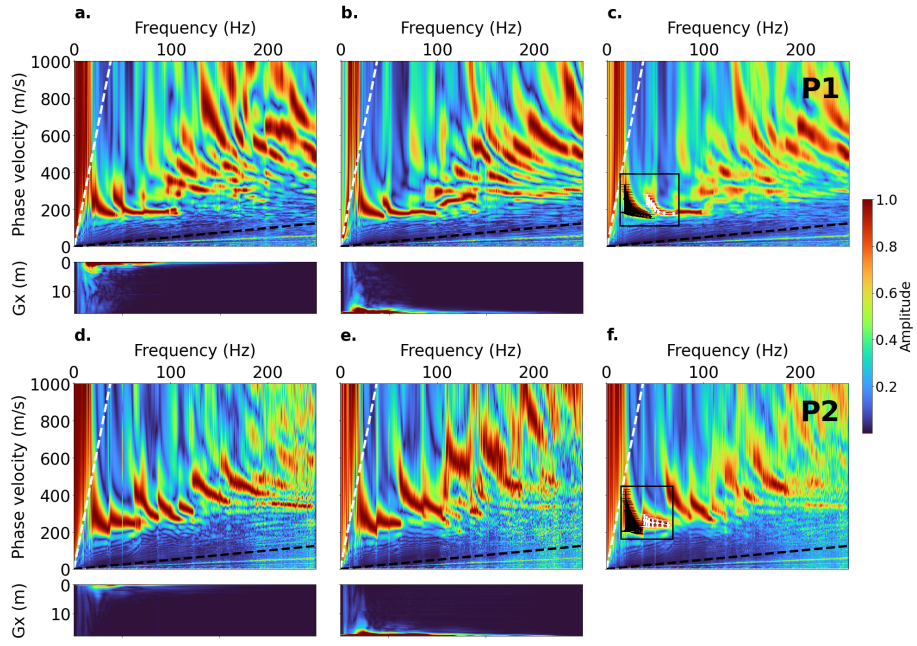 a. b. c.
Frequency (Hz) Frequency (Hz) Frequency (Hz)
0 100 200 0 100 200 0 100 200
Phase velocity (m/s)
1000
800
600
400
200
0
P1
Gx (m)
0
10
1.0
0.8
0.6
0.4
0.2
Amplitude
d. e. f.
Frequency (Hz) Frequency (Hz) Frequency (Hz)
0 100 200 0 100 200 0 100 200
Phase velocity (m/s)
1000
800
600
400
200
0
P2
Gx (m)
0
10